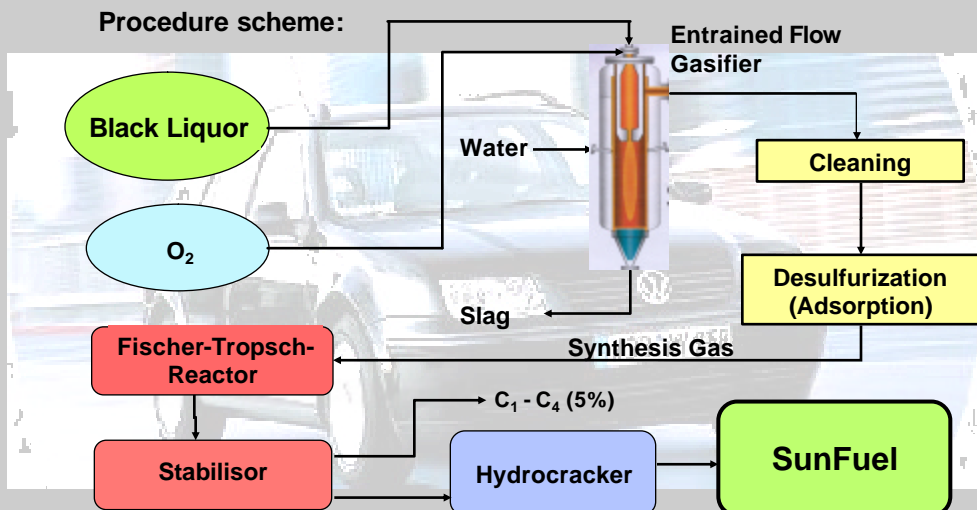 Procedure scheme:
Entrained Flow
Gasifier
Black Liquor
Water
Cleaning
O₂
Desulfurization
(Adsorption)
Slag
Synthesis Gas
Fischer-Tropsch-
Reactor
C₁ - C₄ (5%)
Stabilisor
Hydrocracker
SunFuel